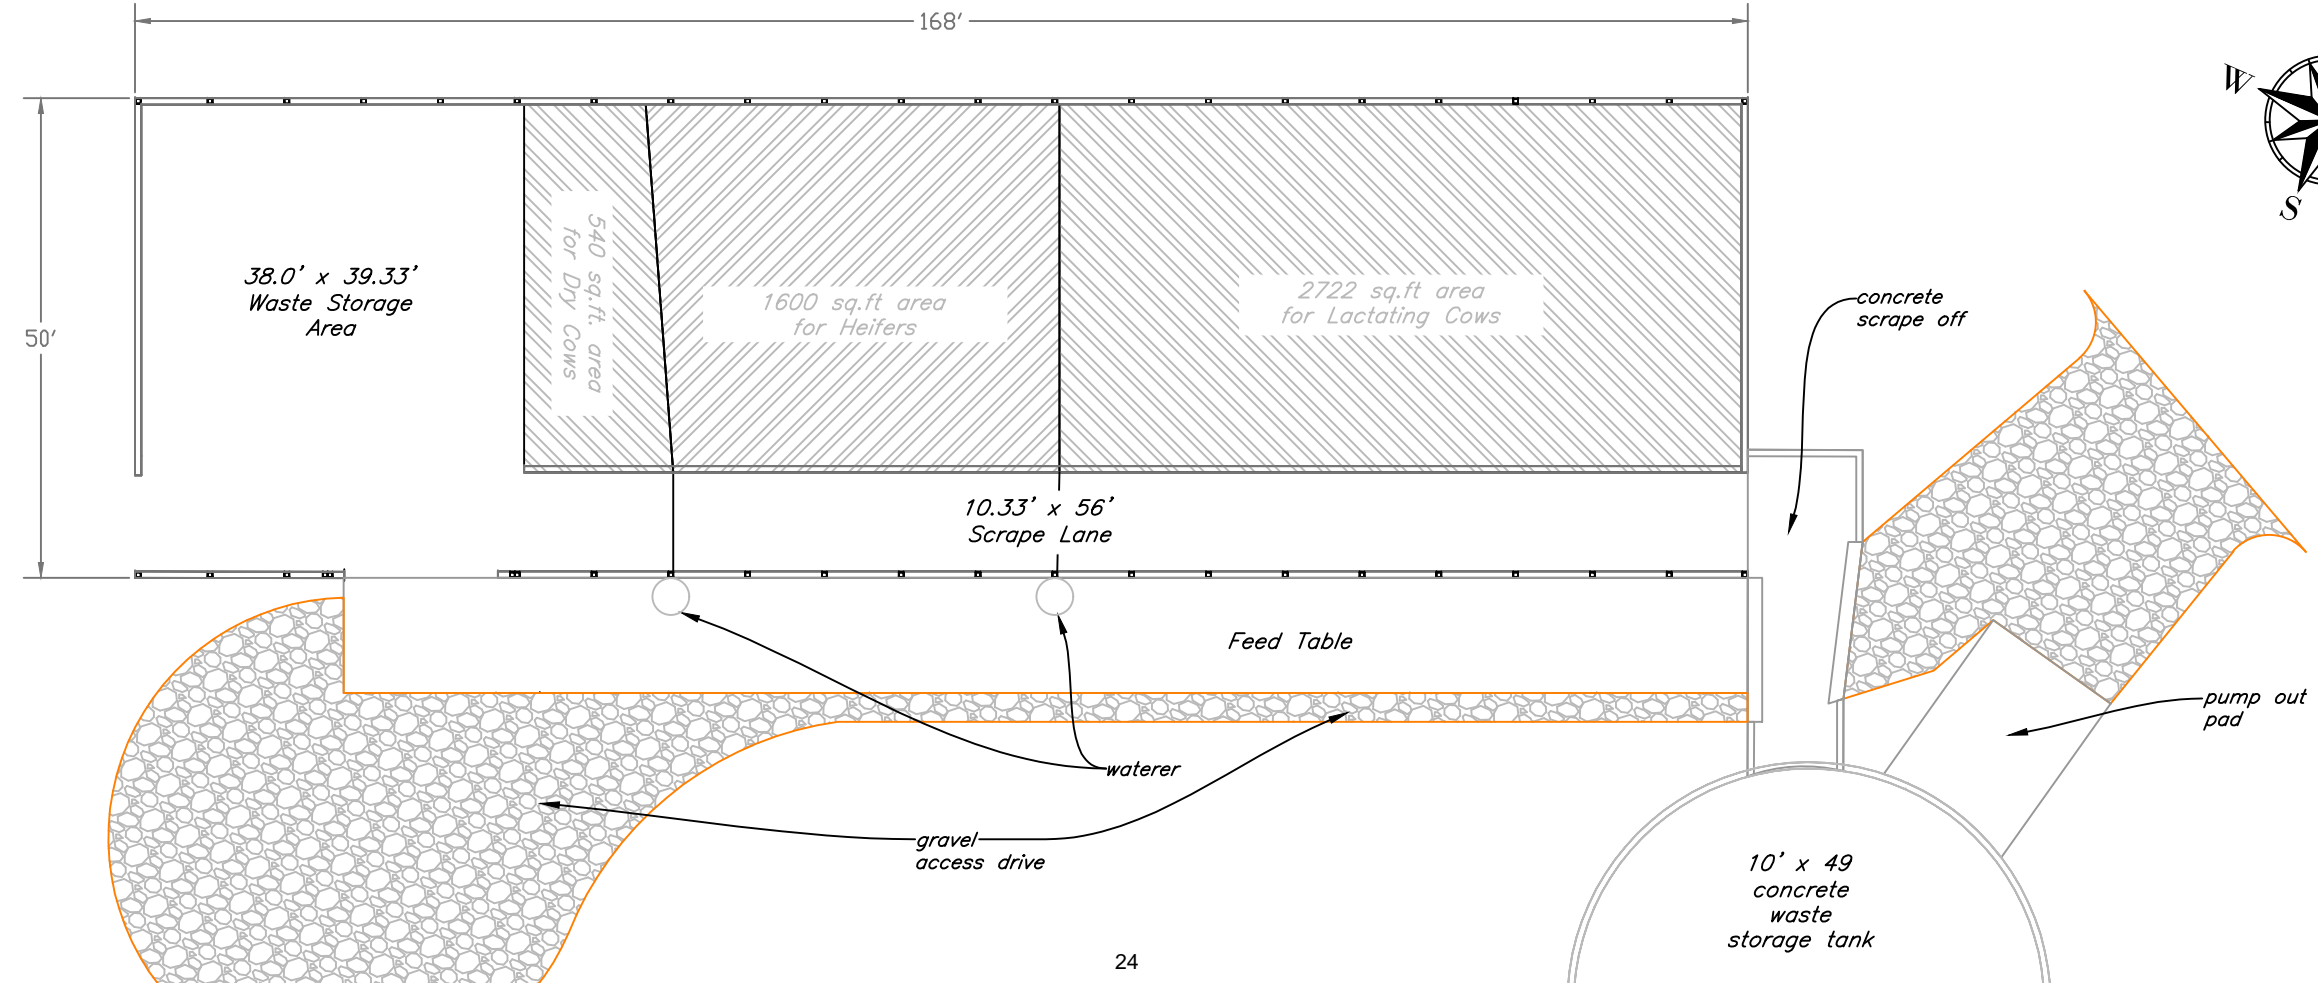 168'
W
S
50'
38.0' x 39.33'
Waste Storage
Area
540 sq.ft. area
for Dry Cows
1600 sq.ft area
for Heifers
2722 sq.ft area
for Lactating Cows
concrete
scrape off
10.33' x 56'
Scrape Lane
Feed Table
pump out
pad
waterer
gravel
access drive
10' x 49
concrete
waste
storage tank
24